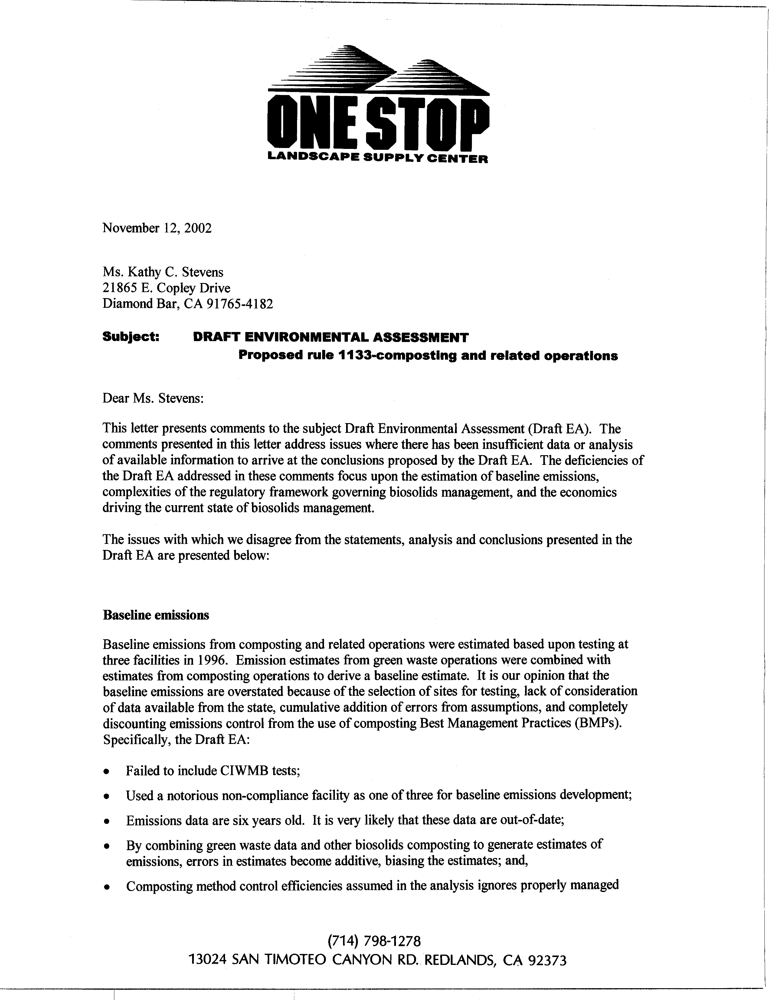 ONE STOP
LANDSCAPE SUPPLY CENTER
November 12, 2002
Ms. Kathy C. Stevens
21865 E. Copley Drive
Diamond Bar, CA 91765-4182
Subject: DRAFT ENVIRONMENTAL ASSESSMENT
Proposed rule 1133-composting and related operations
Dear Ms. Stevens:
This letter presents comments to the subject Draft Environmental Assessment (Draft EA). The
comments presented in this letter address issues where there has been insufficient data or analysis
of available information to arrive at the conclusions proposed by the Draft EA. The deficiencies of
the Draft EA addressed in these comments focus upon the estimation of baseline emissions,
complexities of the regulatory framework governing biosolids management, and the economics
driving the current state of biosolids management.
The issues with which we disagree from the statements, analysis and conclusions presented in the
Draft EA are presented below:
Baseline emissions
Baseline emissions from composting and related operations were estimated based upon testing at
three facilities in 1996. Emission estimates from green waste operations were combined with
estimates from composting operations to derive a baseline estimate. It is our opinion that the
baseline emissions are overstated because of the selection of sites for testing, lack of consideration
of data available from the state, cumulative addition of errors from assumptions, and completely
discounting emissions control from the use of composting Best Management Practices (BMPs).
Specifically, the Draft EA:
• Failed to include CIWMB tests;
• Used a notorious non-compliance facility as one of three for baseline emissions development;
• Emissions data are six years old. It is very likely that these data are out-of-date;
• By combining green waste data and other biosolids composting to generate estimates of
emissions, errors in estimates become additive, biasing the estimates; and,
• Composting method control efficiencies assumed in the analysis ignores properly managed
(714) 798-1278
13024 SAN TIMOTEO CANYON RD. REDLANDS, CA 92373